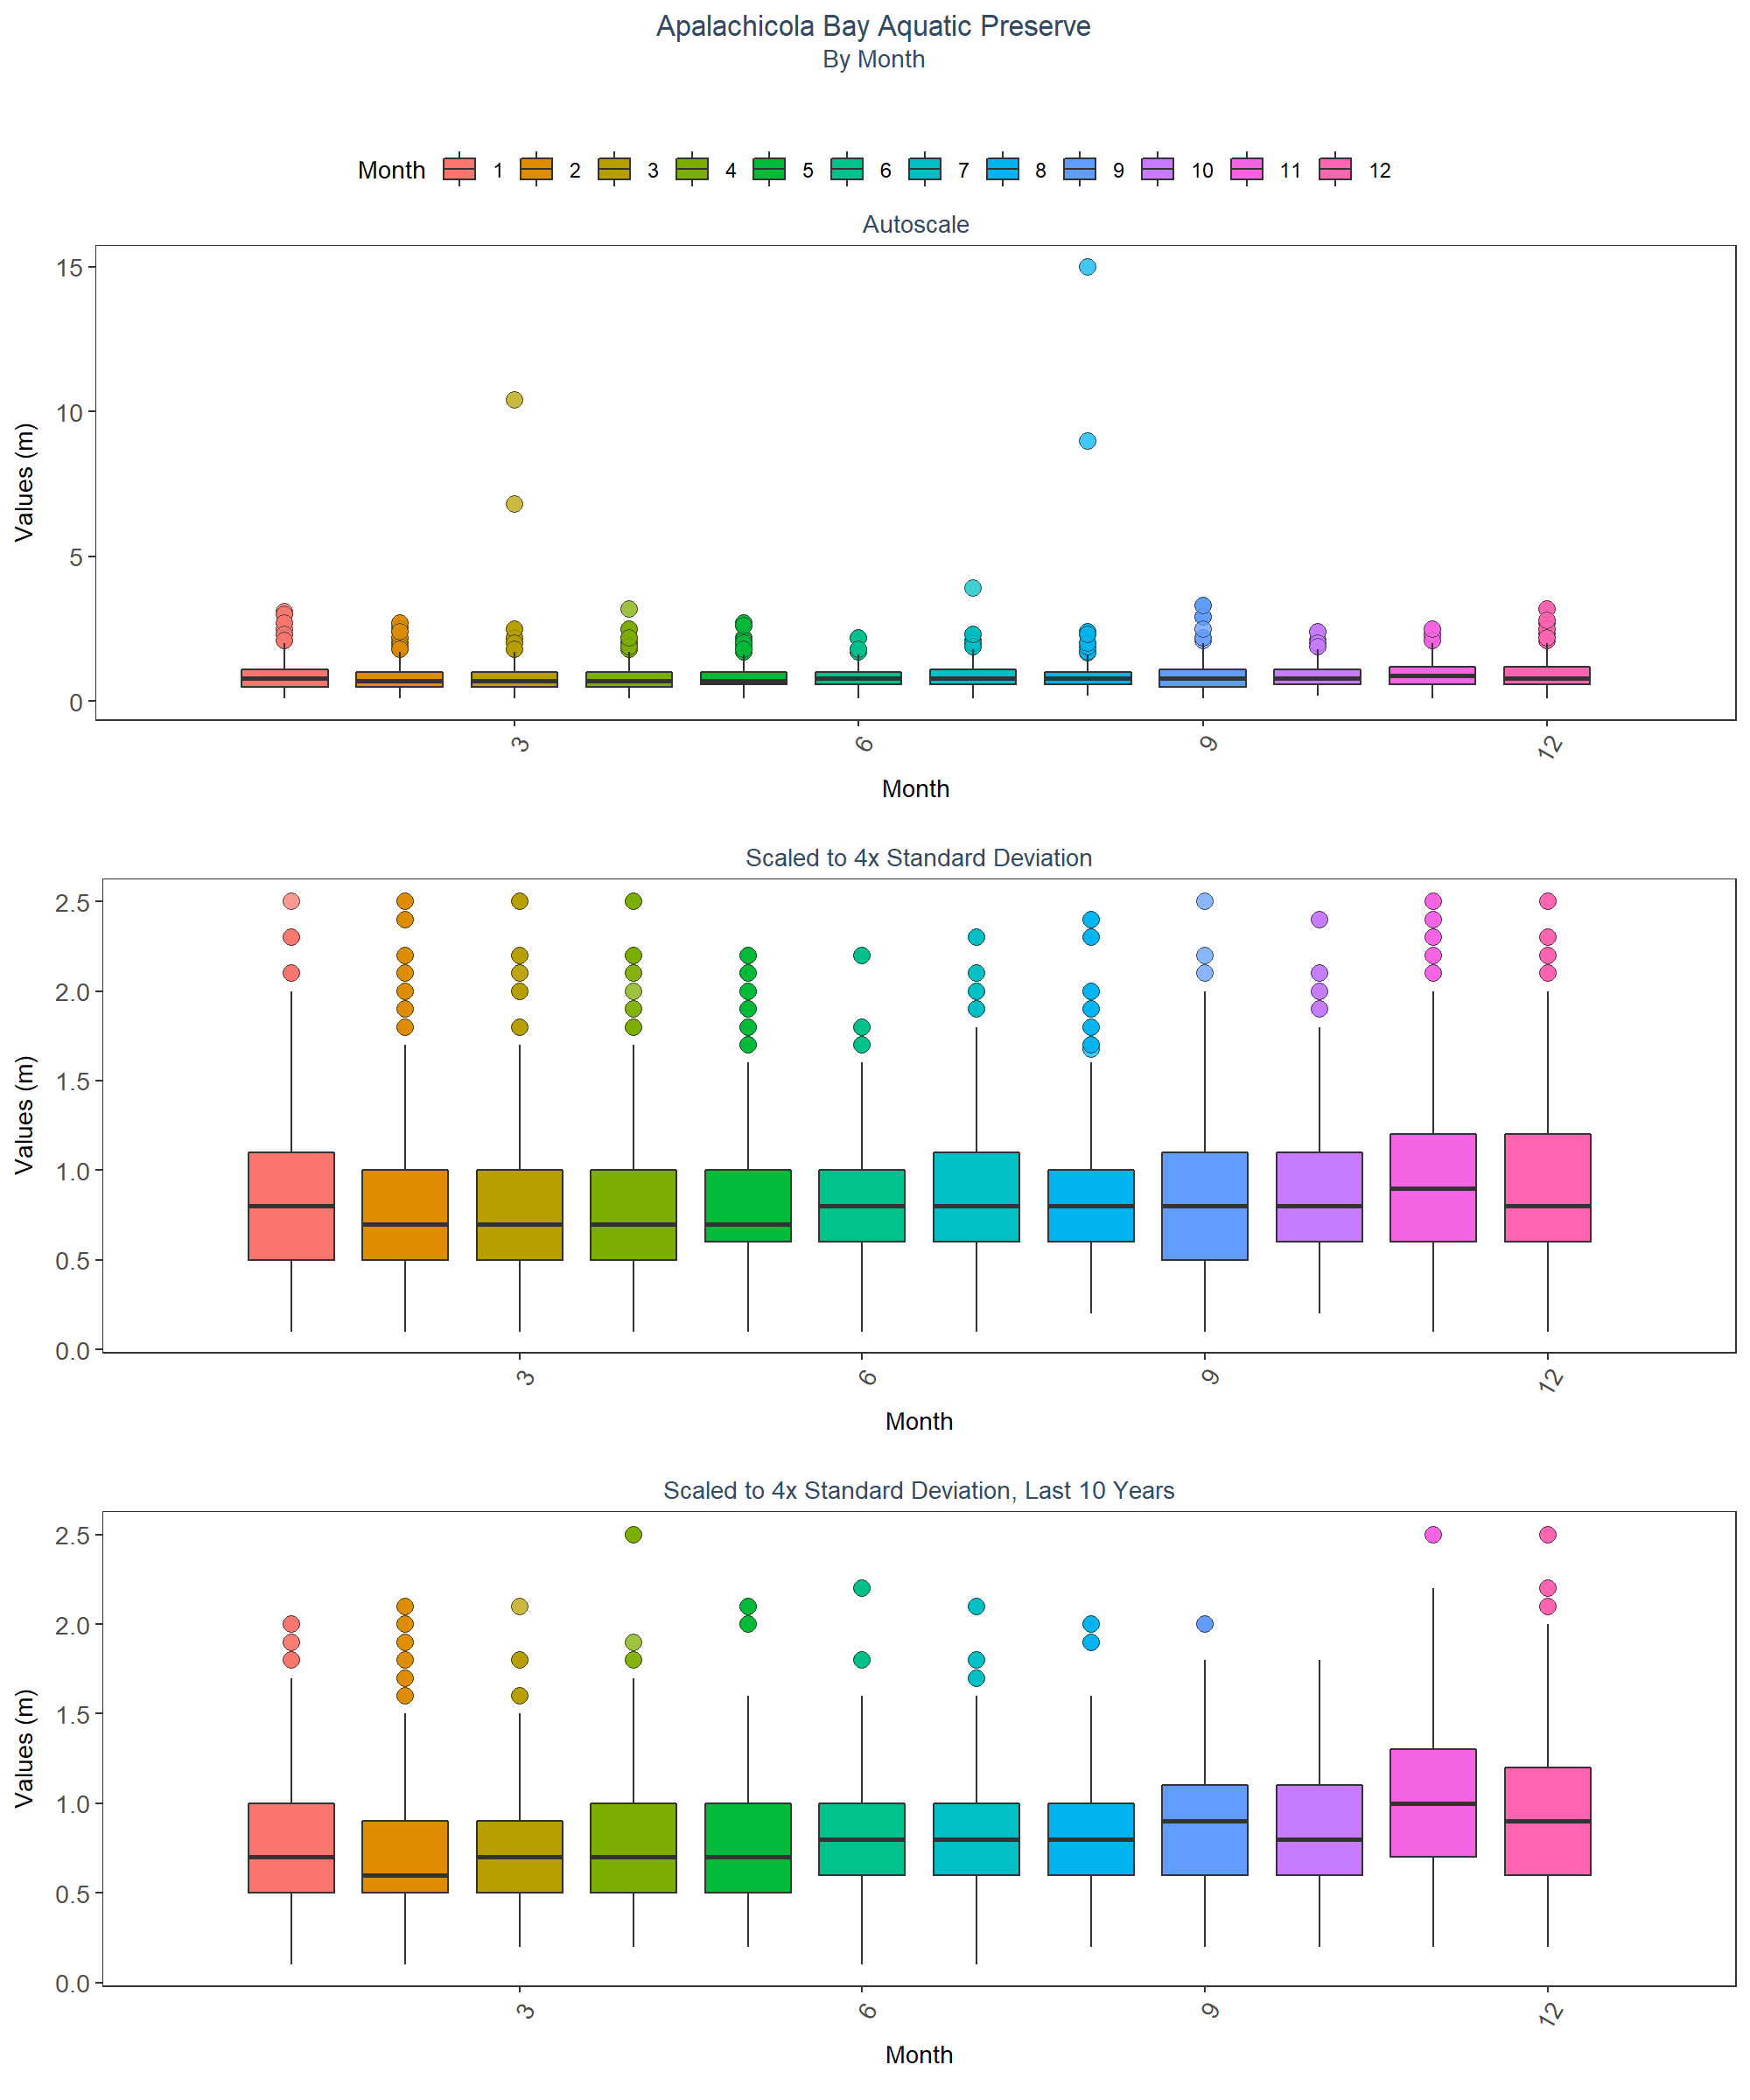 Apalachicola Bay Aquatic Preserve
By Month
Month 1 2 3 4 5 6 7 8 9 10 11 12
Autoscale
Values (m)
15
10
5
0
3 6 9 12
Month
Scaled to 4x Standard Deviation
Values (m)
2.5
2.0
1.5
1.0
0.5
0.0
3 6 9 12
Month
Scaled to 4x Standard Deviation, Last 10 Years
Values (m)
2.5
2.0
1.5
1.0
0.5
0.0
3 6 9 12
Month